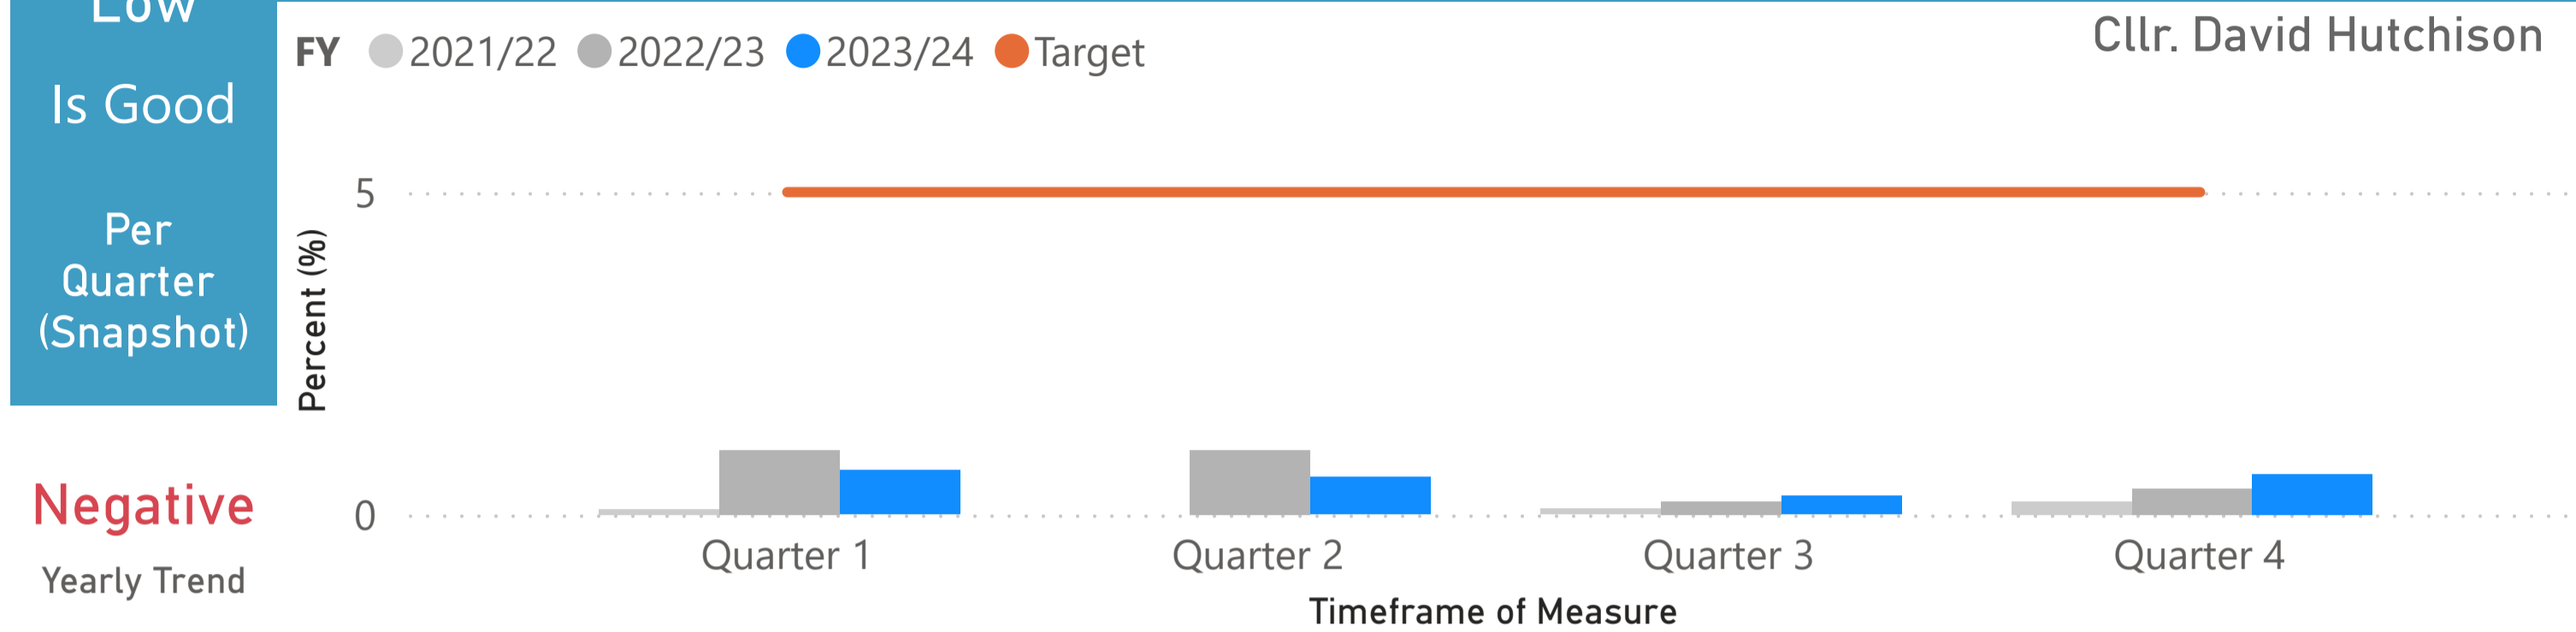 Low
Is Good
Per
Quarter
(Snapshot)
Negative
Yearly Trend
FY 2021/22 2022/23 2023/24 Target
Cllr. David Hutchison
Percent (%)
5
0
Quarter 1 Quarter 2 Quarter 3 Quarter 4
Timeframe of Measure